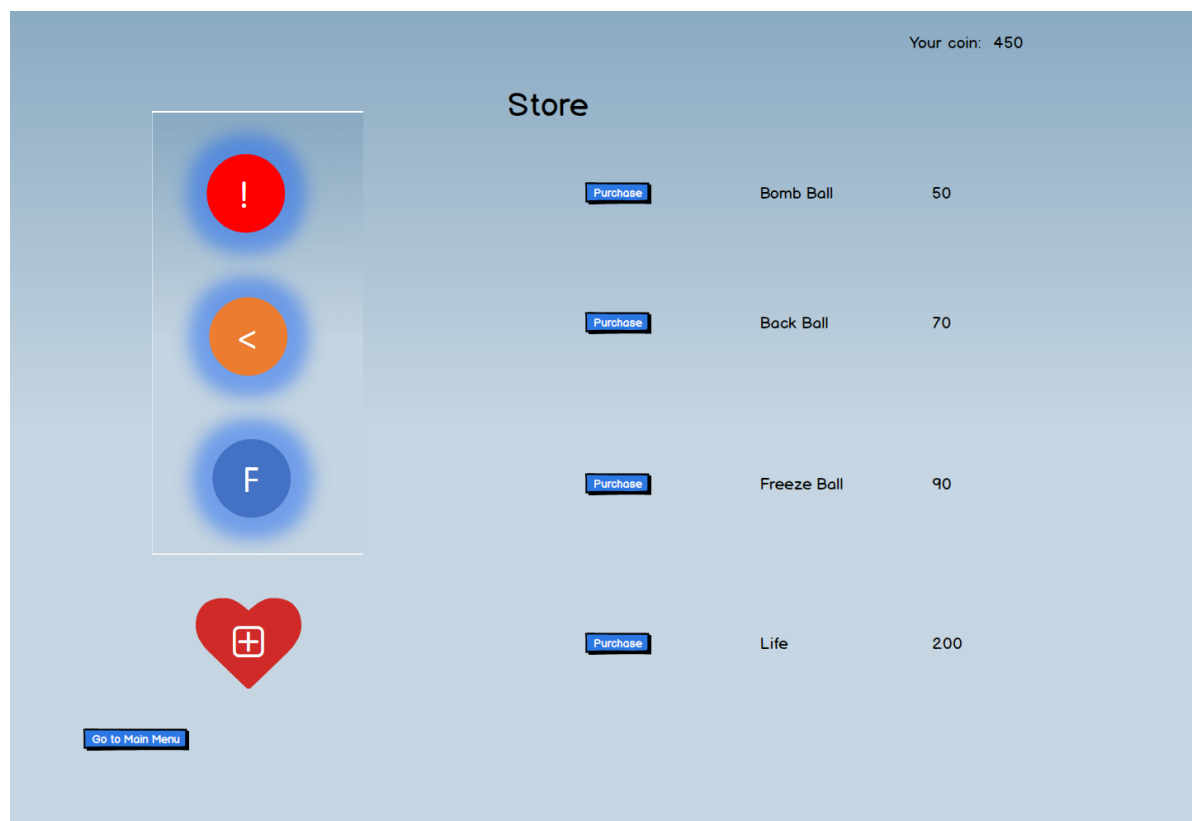 Your coin: 450
Store
!
Purchase Bomb Ball 50
<
Purchase Back Ball 70
F
Purchase Freeze Ball 90
Purchase Life 200
Go to Main Menu